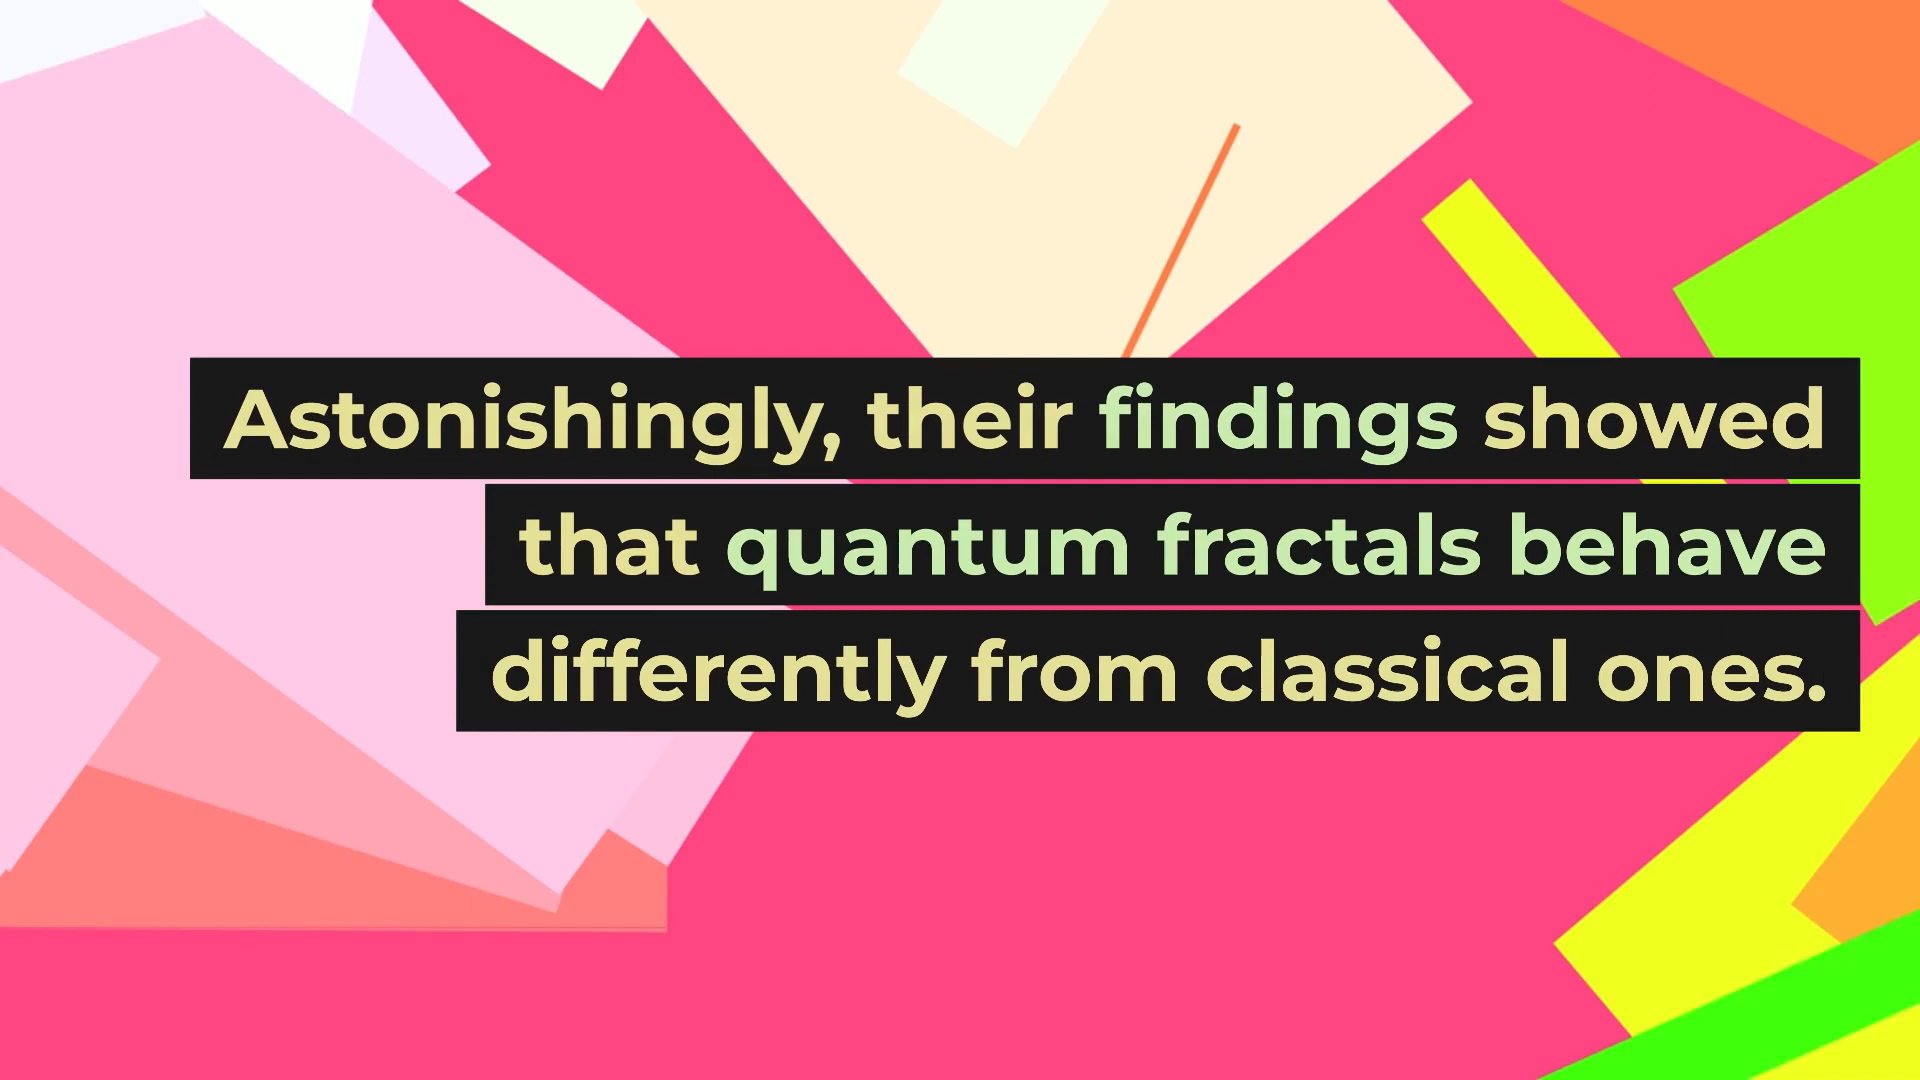 Astonishingly, their findings showed
that quantum fractals behave
differently from classical ones.